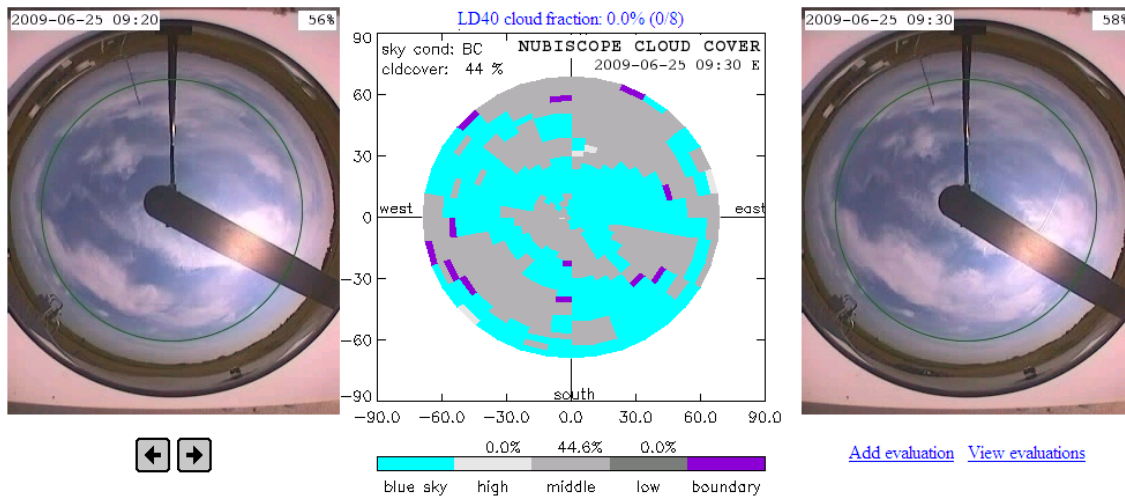 2009-06-25 09:20 56%
LD40 cloud fraction: 0.0% (0/8)
sky cond: BC NUBISCOPE CLOUD COVER
cldcover: 44 % 2009-06-25 09:30 E
90
60
30
0
-30
-60
-90
west
east
south
-90.0 -60.0 -30.0 0.0 30.0 60.0 90.0
0.0% 44.6% 0.0%
blue sky high middle low boundary
2009-06-25 09:30 58%
Add evaluation View evaluations